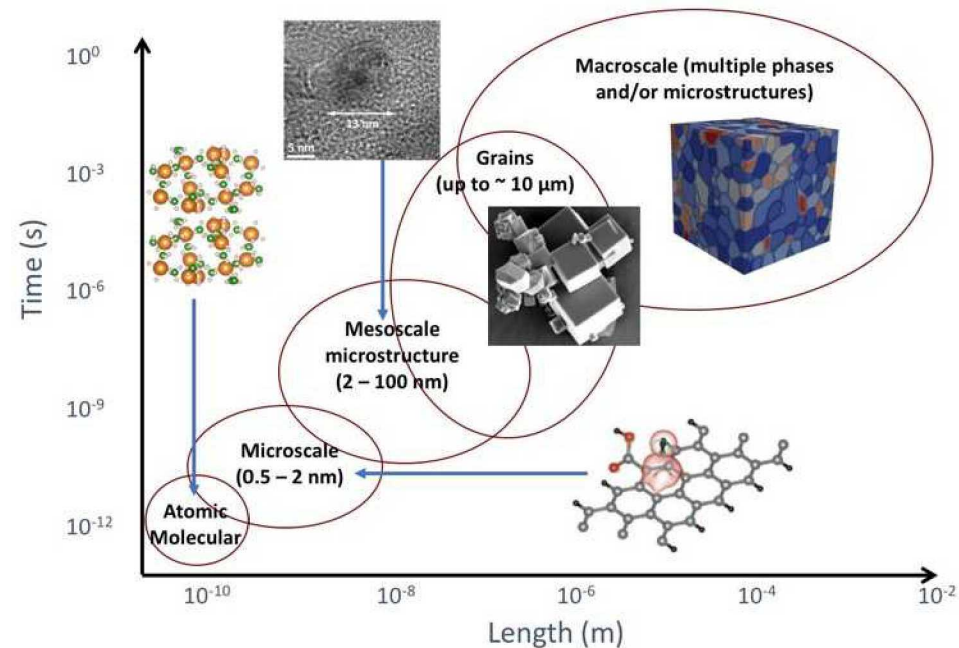 10⁰
10⁻³
10⁻⁶
10⁻⁹
10⁻¹²
Time (s)
13 nm
5 nm
Macroscale (multiple phases
and/or microstructures)
Grains
(up to ~ 10 μm)
Mesoscale
microstructure
(2 – 100 nm)
Microscale
(0.5 – 2 nm)
Atomic
Molecular
10⁻¹⁰
10⁻⁸
10⁻⁶
10⁻⁴
10⁻²
Length (m)